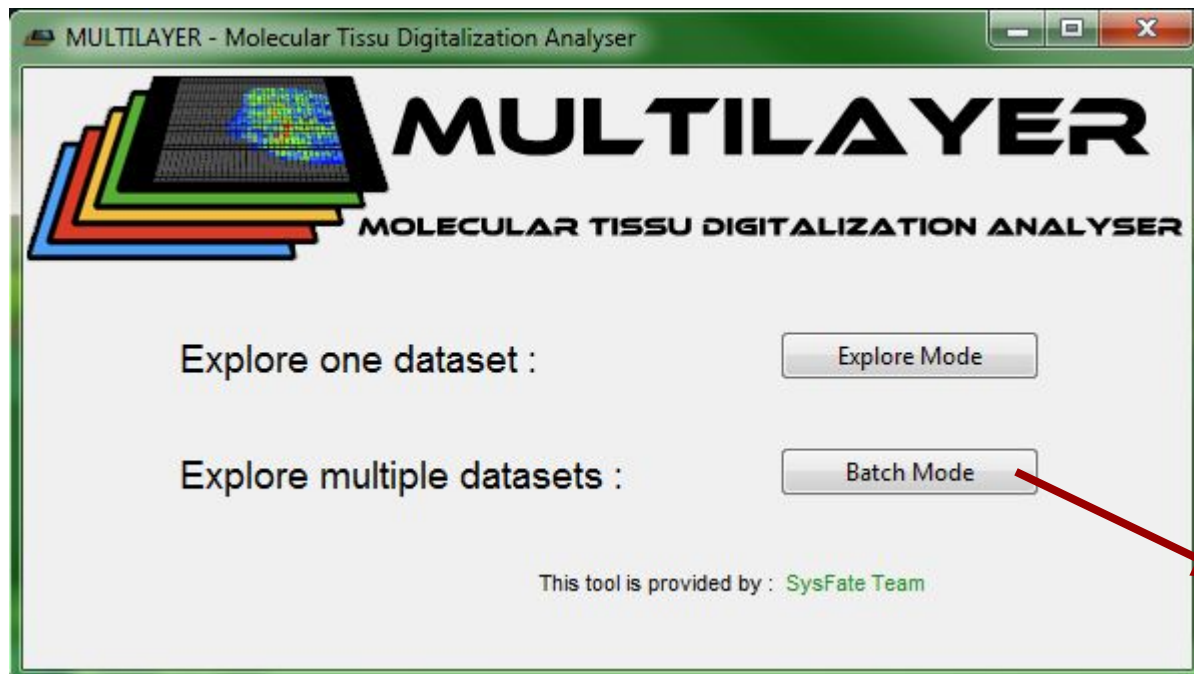 MULTILAYER - Molecular Tissu Digitalization Analyser
MULTILAYER
MOLECULAR TISSU DIGITALIZATION ANALYSER
Explore one dataset :
Explore Mode
Explore multiple datasets :
Batch Mode
This tool is provided by : SysFate Team